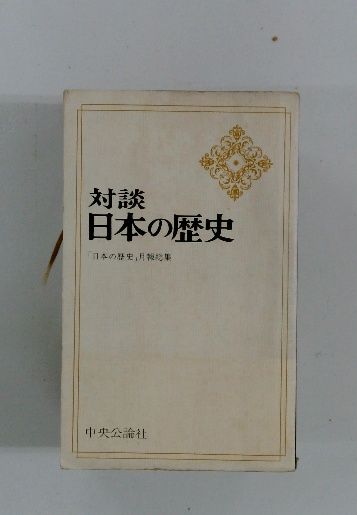 対談
日本の歴史
「日本の歴史」月報総集
中央公論社